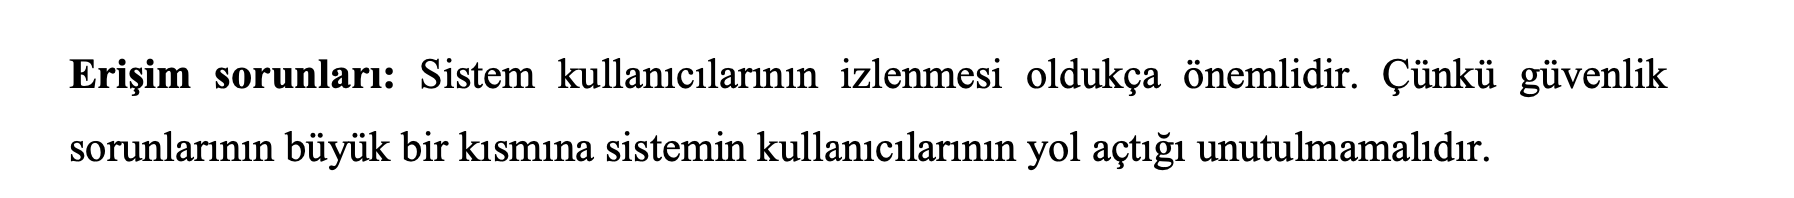 Erişim sorunları: Sistem kullanıcılarının izlenmesi oldukça önemlidir. Çünkü güvenlik
sorunlarının büyük bir kısmına sistemin kullanıcılarının yol açtığı unutulmamalıdır.